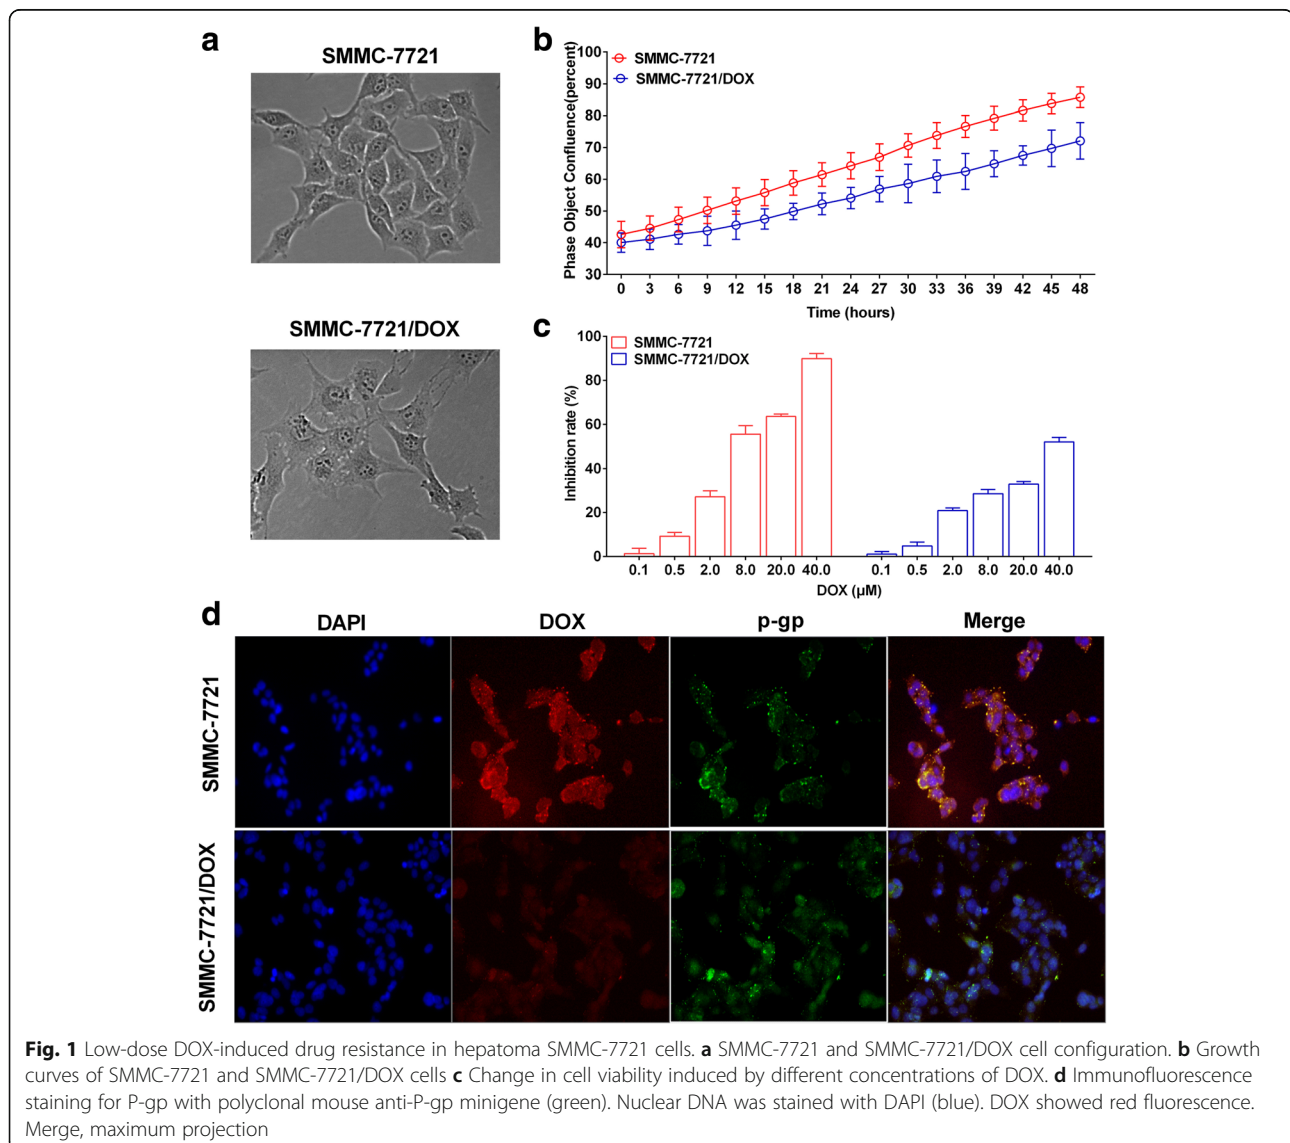 a
SMMC-7721
SMMC-7721/DOX
b
Phase Object Confluence(percent)
100
90
80
70
60
50
40
30
SMMC-7721
SMMC-7721/DOX
0 3 6 9 12 15 18 21 24 27 30 33 36 39 42 45 48
Time (hours)
c
Inhibition rate (%)
100
80
60
40
20
0
SMMC-7721
SMMC-7721/DOX
0.1 0.5 2.0 8.0 20.0 40.0 0.1 0.5 2.0 8.0 20.0 40.0
DOX (µM)
d
DAPI DOX p-gp Merge
SMMC-7721
SMMC-7721/DOX
Fig. 1 Low-dose DOX-induced drug resistance in hepatoma SMMC-7721 cells. a SMMC-7721 and SMMC-7721/DOX cell configuration. b Growth
curves of SMMC-7721 and SMMC-7721/DOX cells c Change in cell viability induced by different concentrations of DOX. d Immunofluorescence
staining for P-gp with polyclonal mouse anti-P-gp minigene (green). Nuclear DNA was stained with DAPI (blue). DOX showed red fluorescence.
Merge, maximum projection